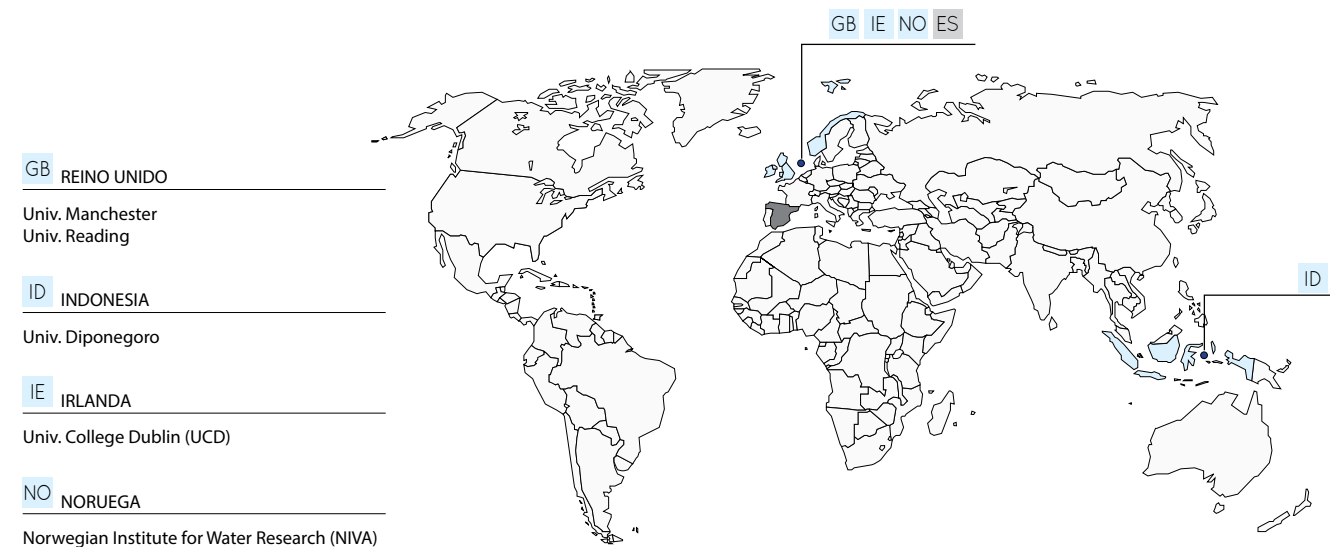 GB IE NO ES
GB REINO UNIDO
Univ. Manchester
Univ. Reading
ID
ID INDONESIA
Univ. Diponegoro
IE IRLANDA
Univ. College Dublin (UCD)
NO NORUEGA
Norwegian Institute for Water Research (NIVA)